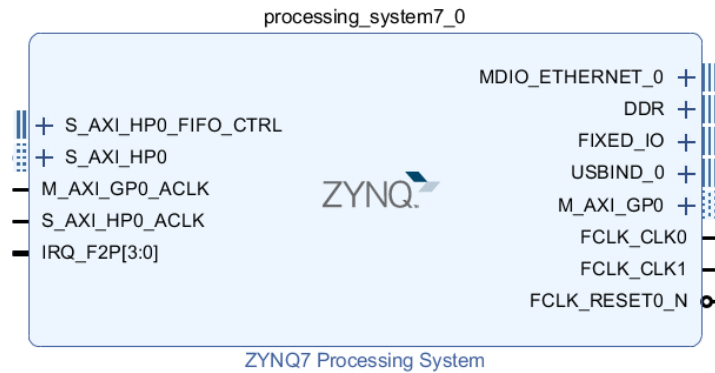 processing_system7_0
MDIO_ETHERNET_0
DDR
FIXED_IO
USBIND_0
M_AXI_GP0
FCLK_CLK0
FCLK_CLK1
FCLK_RESET0_N
S_AXI_HP0_FIFO_CTRL
S_AXI_HP0
M_AXI_GP0_ACLK
S_AXI_HP0_ACLK
IRQ_F2P[3:0]
ZYNQ
ZYNQ7 Processing System